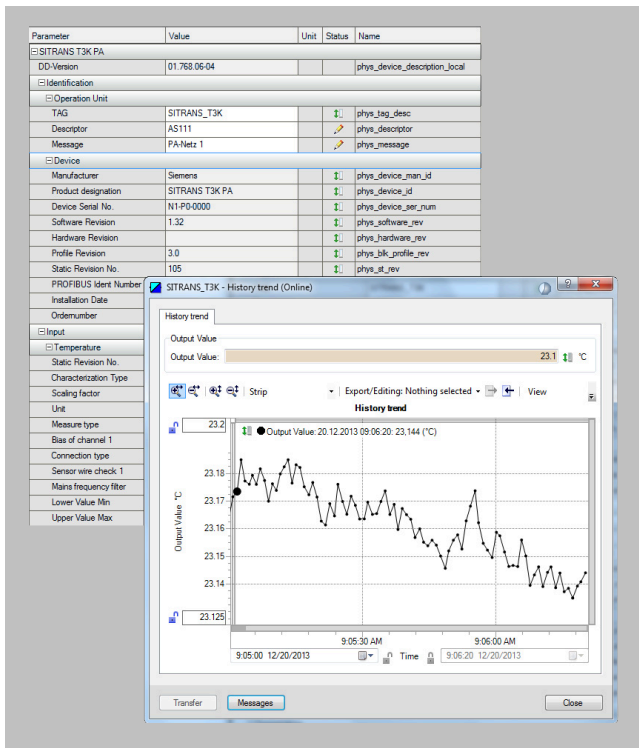 Parameter Value Unit Status Name
SITRANS T3K PA
DD-Version 01.768.06-04 phys_device_description_local
Identification
Operation Unit
TAG SITRANS_T3K phys_tag_desc
Descriptor AS111 phys_descriptor
Message PA-Netz 1 phys_message
Device
Manufacturer Siemens phys_device_man_id
Product designation SITRANS T3K PA phys_device_id
Device Serial No. N1-P0-0000 phys_device_ser_num
Software Revision 1.32 phys_software_rev
Hardware Revision phys_hardware_rev
Profile Revision 3.0 phys_blk_profile_rev
Static Revision No. 105 phys_st_rev
PROFIBUS Ident Number
Installation Date
Ordernumber
Input
Temperature
Static Revision No.
Characterization Type
Scaling factor
Unit
Measure type
Bias of channel 1
Connection type
Sensor wire check 1
Mains frequency filter
Lower Value Min
Upper Value Max
SITRANS_T3K - History trend (Online)
History trend
Output Value
Output Value: 23.1 °C
Strip Export/Editing: Nothing selected View
History trend
23.2
Output Value: 20.12.2013 09:06:20: 23,144 (°C)
23.18
23.17
23.16
23.15
23.14
23.125
Output Value °C
9:05:30 AM 9:06:00 AM
9:05:00 12/20/2013 Time 9:06:20 12/20/2013
Transfer Messages Close